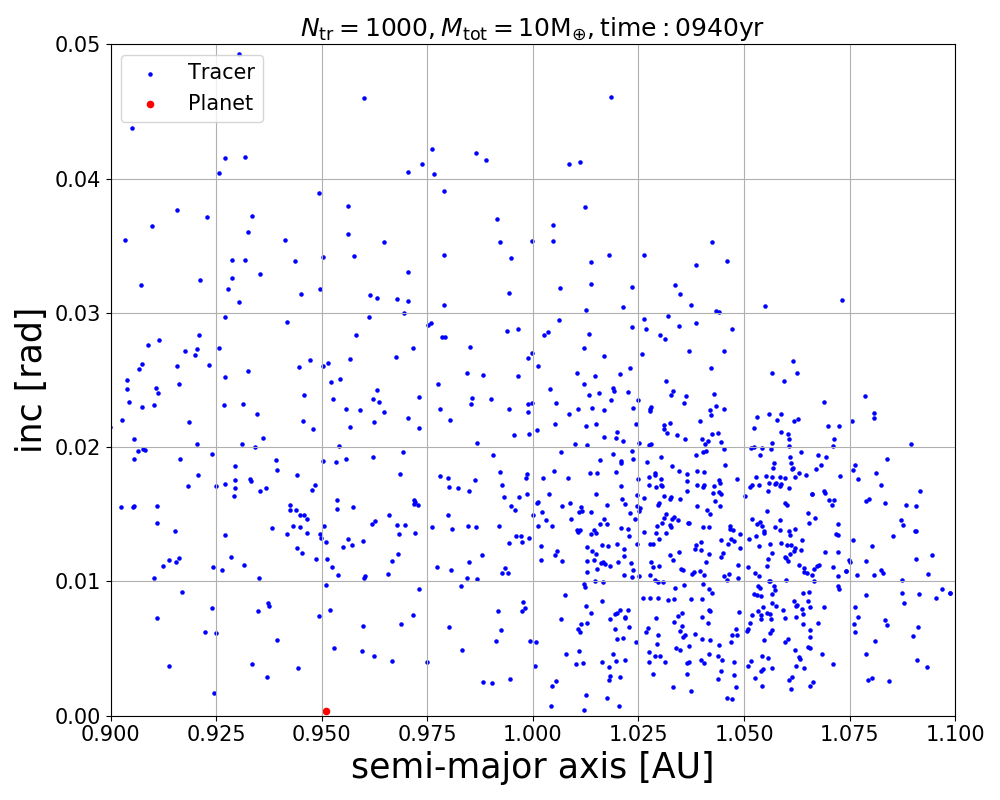 N_tr = 1000, M_tot = 10M_⊕, time : 0940yr
0.05
Tracer
Planet
0.04
0.03
0.02
0.01
0.00
inc [rad]
0.900 0.925 0.950 0.975 1.000 1.025 1.050 1.075 1.100
semi-major axis [AU]